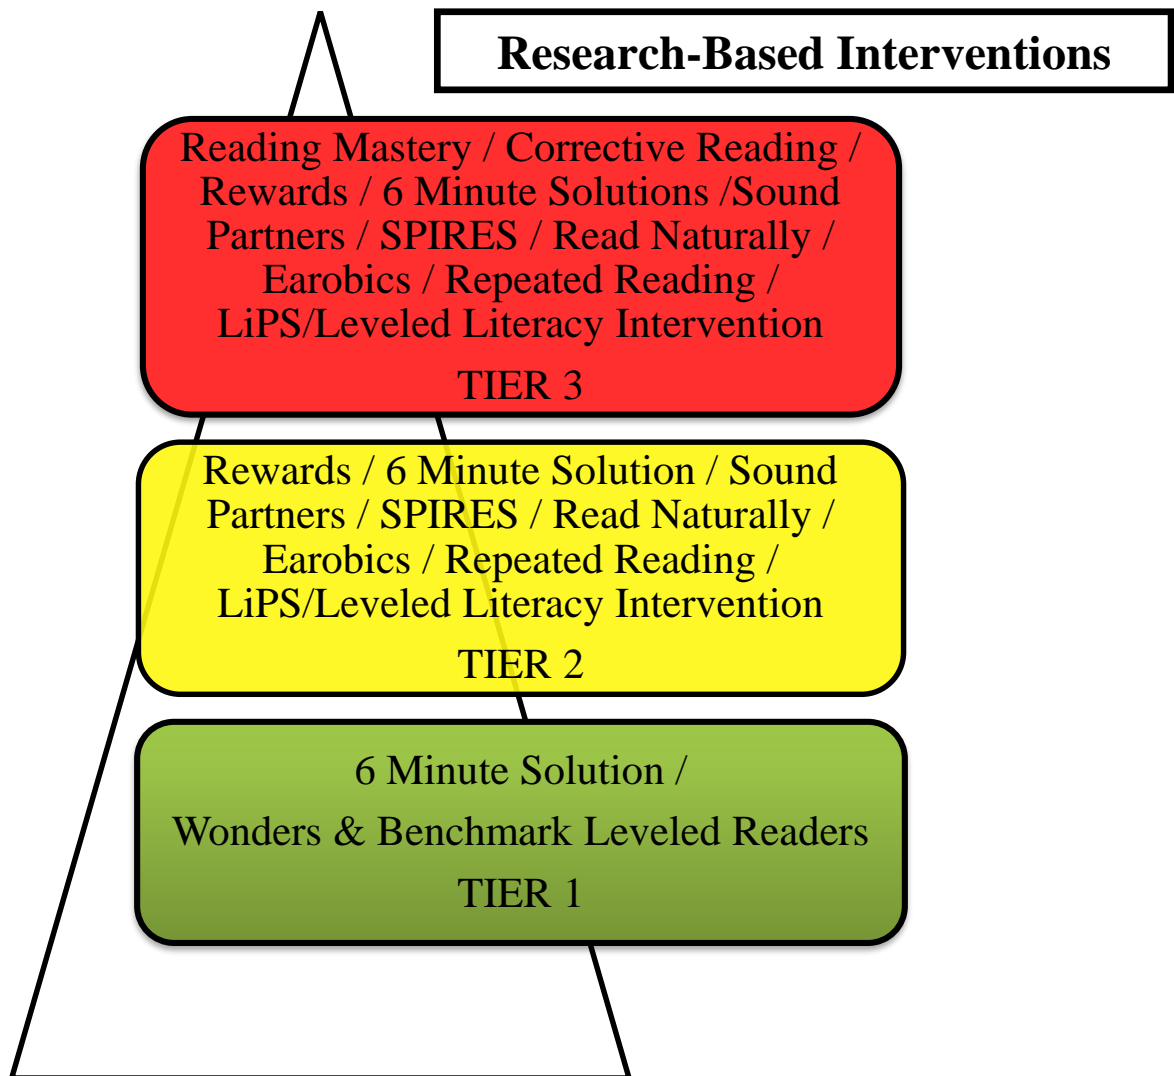 Research-Based Interventions
Reading Mastery / Corrective Reading /
Rewards / 6 Minute Solutions /Sound
Partners / SPIRES / Read Naturally /
Earobics / Repeated Reading /
LiPS/Leveled Literacy Intervention
TIER 3
Rewards / 6 Minute Solution / Sound
Partners / SPIRES / Read Naturally /
Earobics / Repeated Reading /
LiPS/Leveled Literacy Intervention
TIER 2
6 Minute Solution /
Wonders & Benchmark Leveled Readers
TIER 1